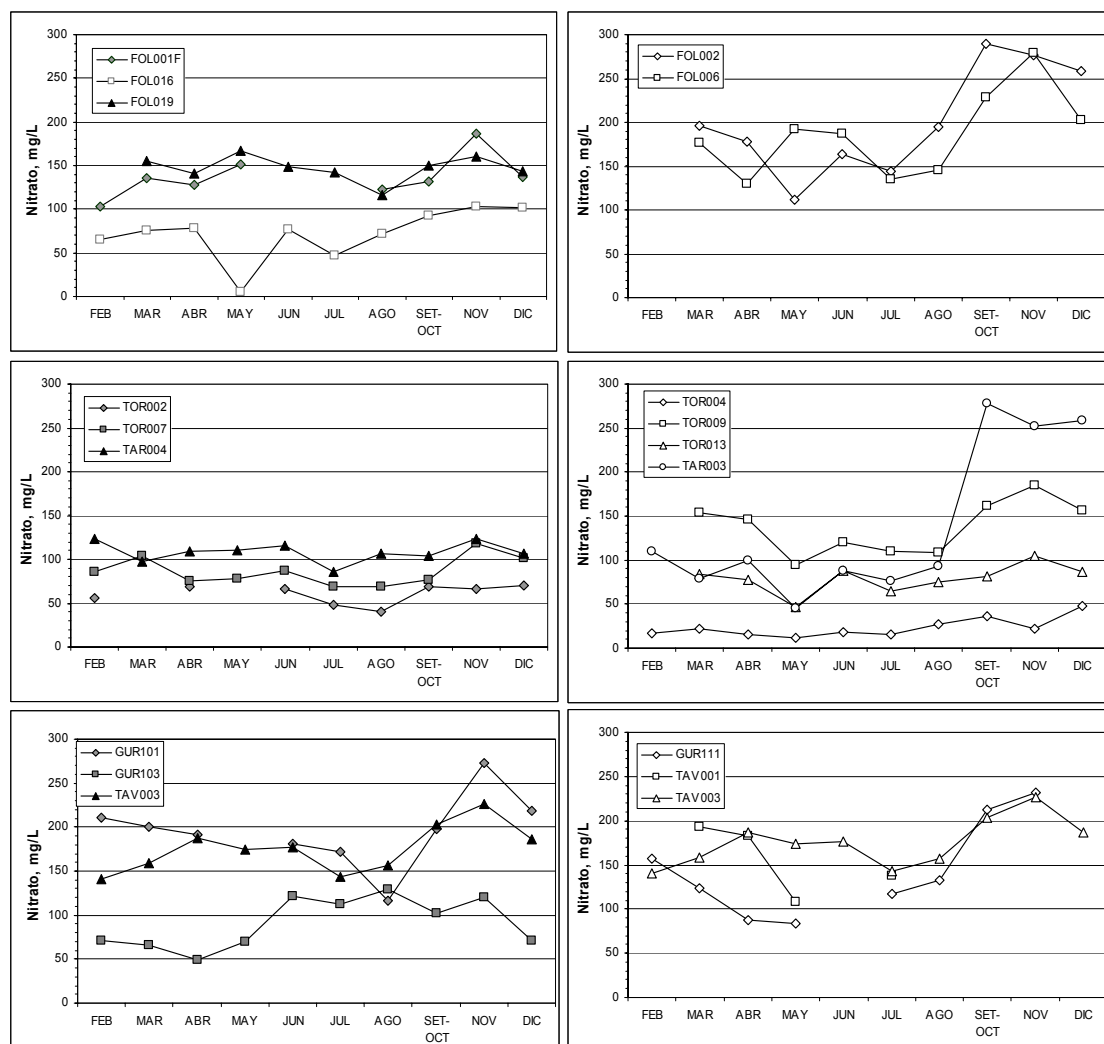 300
250
200
150
100
50
0
Nitrato, mg/L
FOL001F
FOL016
FOL019
FEB MAR ABR MAY JUN JUL AGO SET- NOV DIC
OCT
300
250
200
150
100
50
0
Nitrato, mg/L
FOL002
FOL006
FEB MAR ABR MAY JUN JUL AGO SET- NOV DIC
OCT
300
250
200
150
100
50
0
Nitrato, mg/L
TOR002
TOR007
TAR004
FEB MAR ABR MAY JUN JUL AGO SET- NOV DIC
OCT
300
250
200
150
100
50
0
Nitrato, mg/L
TOR004
TOR009
TOR013
TAR003
FEB MAR ABR MAY JUN JUL AGO SET- NOV DIC
OCT
300
250
200
150
100
50
0
Nitrato, mg/L
GUR101
GUR103
TAV003
FEB MAR ABR MAY JUN JUL AGO SET- NOV DIC
OCT
300
250
200
150
100
50
0
Nitrato, mg/L
GUR111
TAV001
TAV003
FEB MAR ABR MAY JUN JUL AGO SET- NOV DIC
OCT